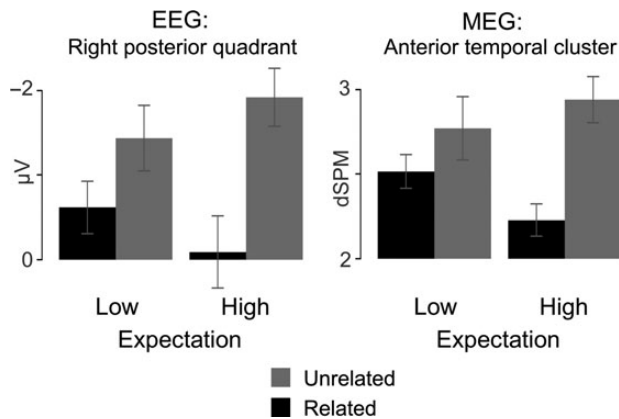 EEG:
Right posterior quadrant
−2
µV
0
Low
High
Expectation
MEG:
Anterior temporal cluster
3
dSPM
2
Low
High
Expectation
Unrelated
Related